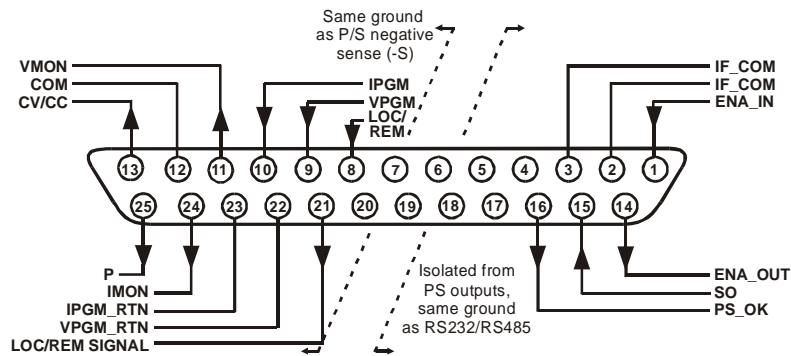 Same ground
as P/S negative
sense (-S)
VMON
COM
CV/CC
IPGM
VPGM
LOC/
REM
IF_COM
IF_COM
ENA_IN
13 12 11 10 9 8 7 6 5 4 3 2 1
25 24 23 22 21 20 19 18 17 16 15 14
P
IMON
IPGM_RTN
VPGM_RTN
LOC/REM SIGNAL
Isolated from
PS outputs,
same ground
as RS232/RS485
ENA_OUT
SO
PS_OK